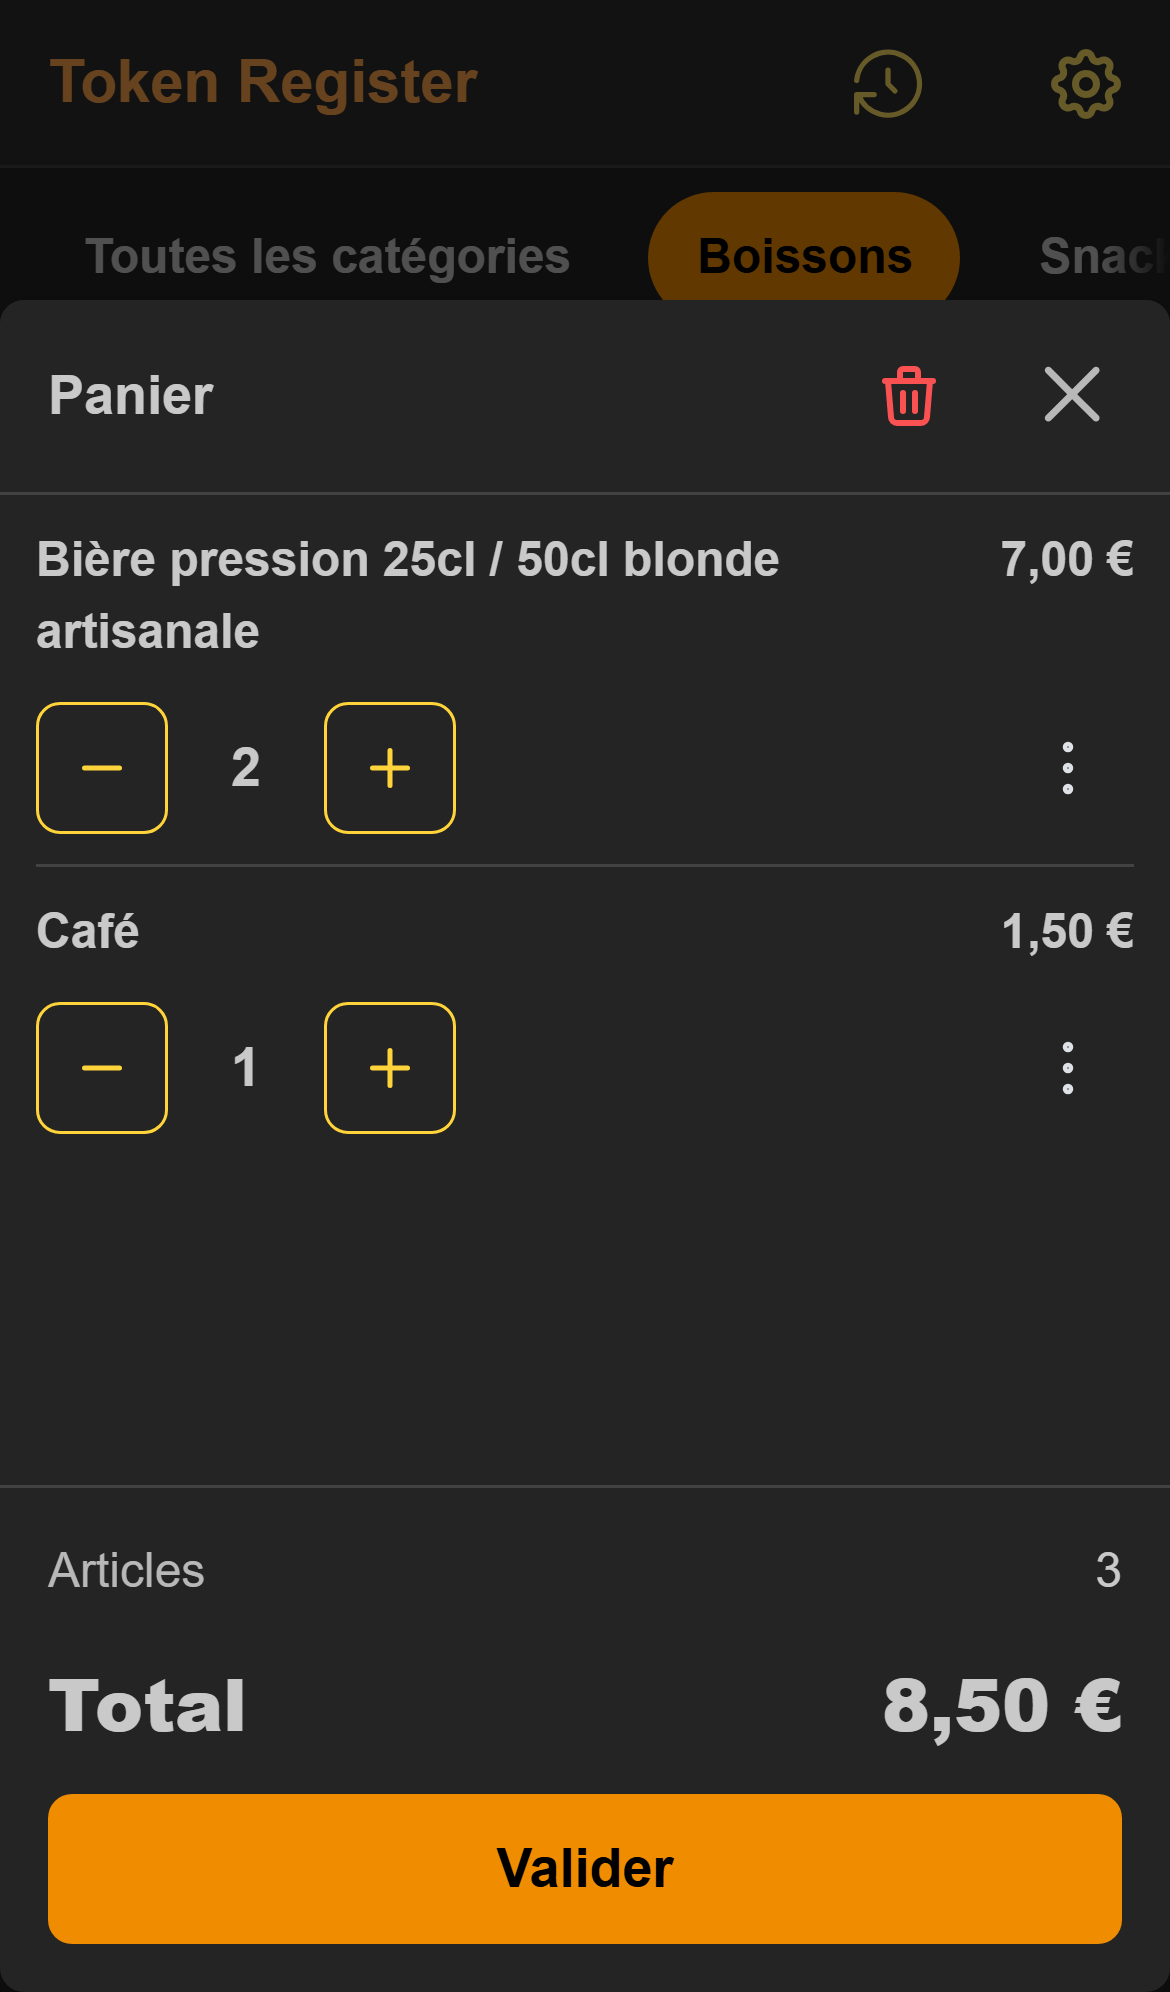 Token Register
Toutes les catégories Boissons Snac
Panier
Bière pression 25cl / 50cl blonde 7,00 €
artisanale
2
Café 1,50 €
1
Articles 3
Total 8,50 €
Valider